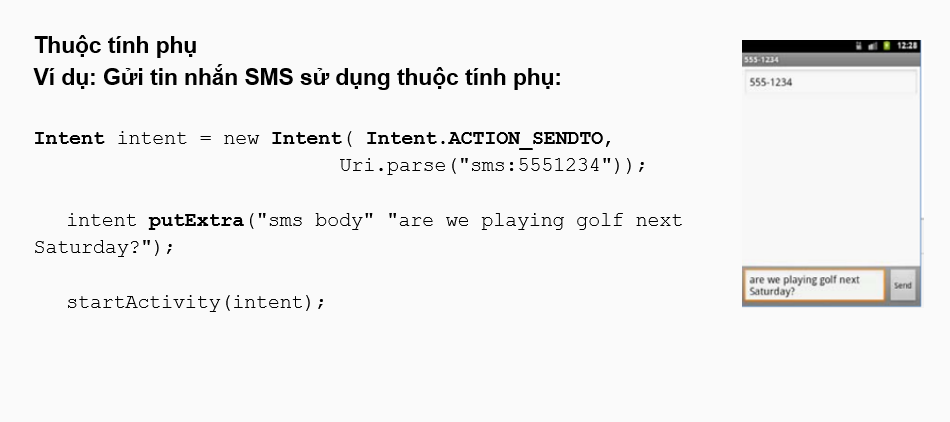 Thuộc tính phụ
Ví dụ: Gửi tin nhắn SMS sử dụng thuộc tính phụ:
Intent intent = new Intent( Intent.ACTION_SENDTO,
Uri.parse("sms:5551234"));
intent putExtra("sms body" "are we playing golf next
Saturday?");
startActivity(intent);
12:28
555-1234
555-1234
are we playing golf next
Saturday?
Send